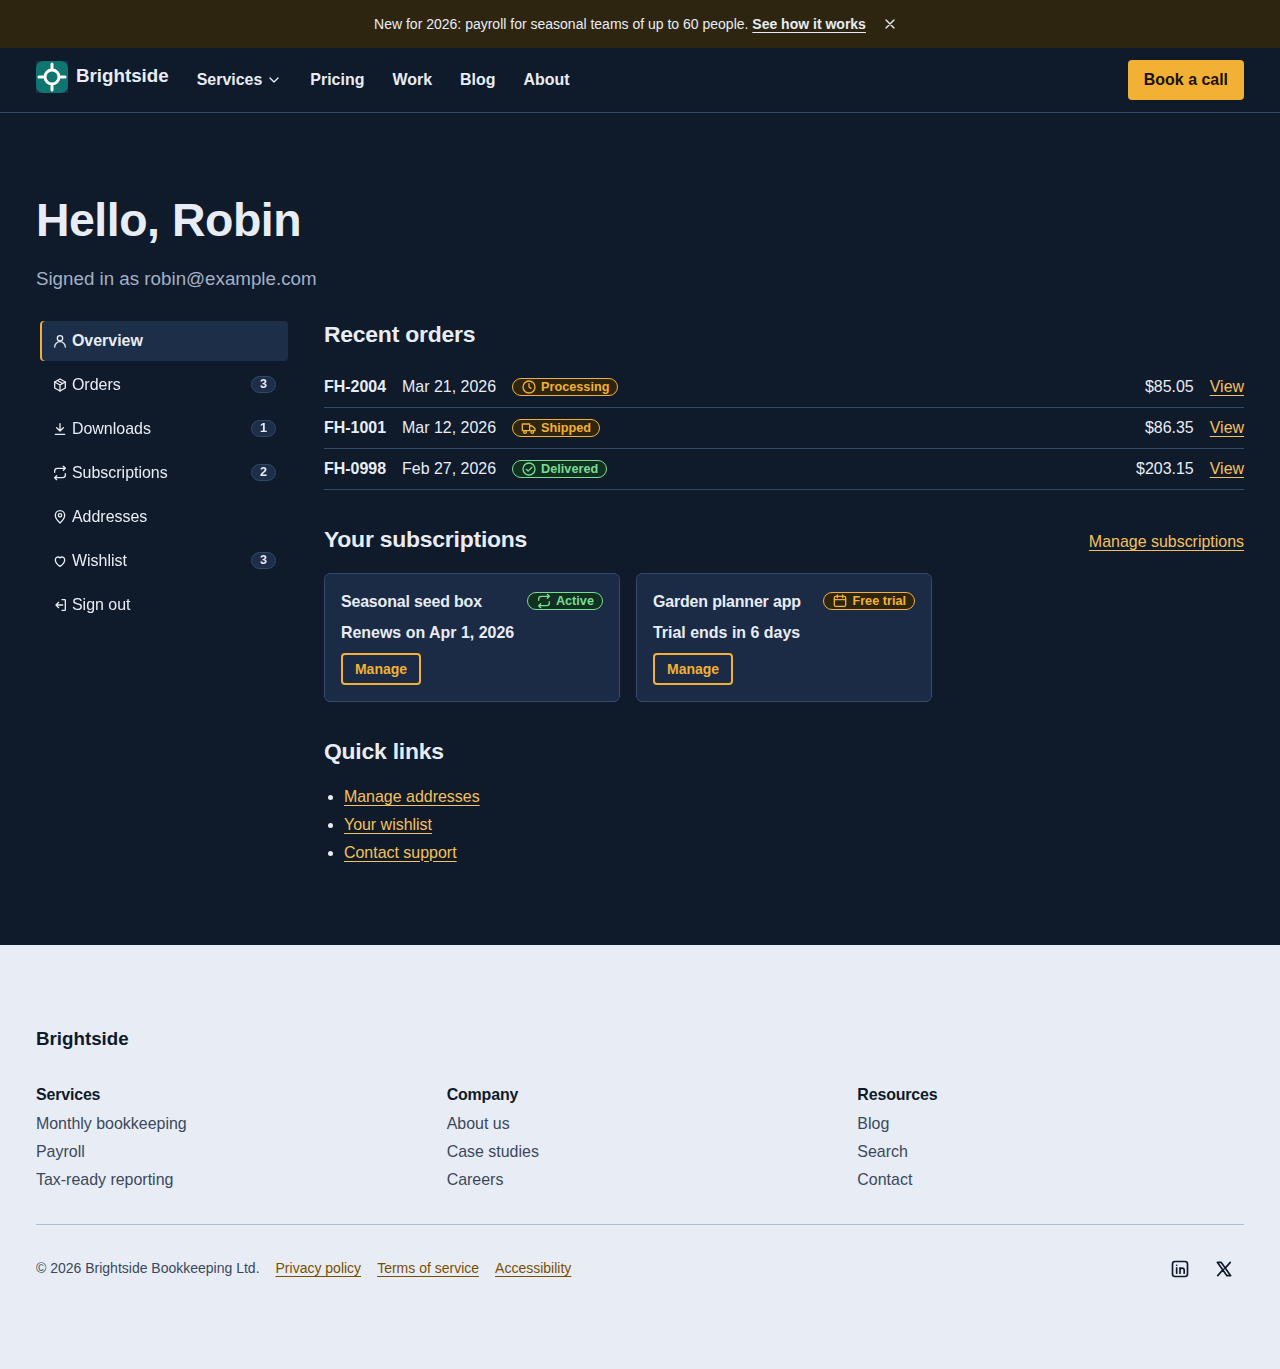 New for 2026: payroll for seasonal teams of up to 60 people. See how it works
Brightside Services Pricing Work Blog About Book a call
Hello, Robin
Signed in as robin@example.com
Overview
Orders 3
Downloads 1
Subscriptions 2
Addresses
Wishlist 3
Sign out
Recent orders
FH-2004 Mar 21, 2026 Processing $85.05 View
FH-1001 Mar 12, 2026 Shipped $86.35 View
FH-0998 Feb 27, 2026 Delivered $203.15 View
Your subscriptions Manage subscriptions
Seasonal seed box Active
Renews on Apr 1, 2026
Manage
Garden planner app Free trial
Trial ends in 6 days
Manage
Quick links
Manage addresses
Your wishlist
Contact support
Brightside
Services
Monthly bookkeeping
Payroll
Tax-ready reporting
Company
About us
Case studies
Careers
Resources
Blog
Search
Contact
© 2026 Brightside Bookkeeping Ltd. Privacy policy Terms of service Accessibility